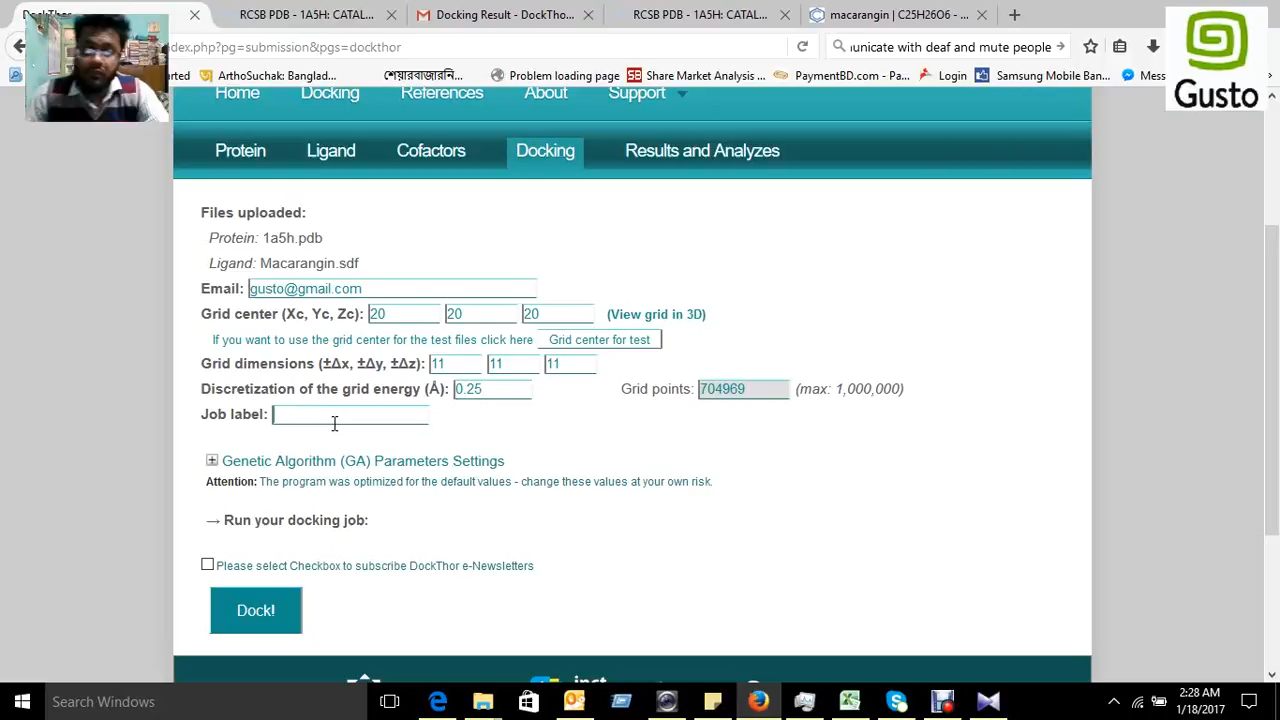 RCSB PDB - 1A5H: CATAL...
Docking Result - DockTho...
RCSB PDB - 1A5H: CATAL...
macarangin | C25H26O6 - ...
index.php?pg=submission&pgs=dockthor
unicate with deaf and mute people
arted
ArthoSuchak: Banglad...
শেয়ারবাজারনি...
Problem loading page
Share Market Analysis ...
PaymentBD.com - Pa...
Login
Samsung Mobile Ban...
Mess
Gusto
Home
Docking
References
About
Support
Protein
Ligand
Cofactors
Docking
Results and Analyzes
Files uploaded:
Protein: 1a5h.pdb
Ligand: Macarangin.sdf
Email: gusto@gmail.com
Grid center (Xc, Yc, Zc): 20 20 20 (View grid in 3D)
If you want to use the grid center for the test files click here Grid center for test
Grid dimensions (±Δx, ±Δy, ±Δz): 11 11 11
Discretization of the grid energy (Å): 0.25 Grid points: 704969 (max: 1,000,000)
Job label:
Genetic Algorithm (GA) Parameters Settings
Attention: The program was optimized for the default values - change these values at your own risk.
→ Run your docking job:
Please select Checkbox to subscribe DockThor e-Newsletters
Dock!
inct
Search Windows
2:28 AM
1/18/2017